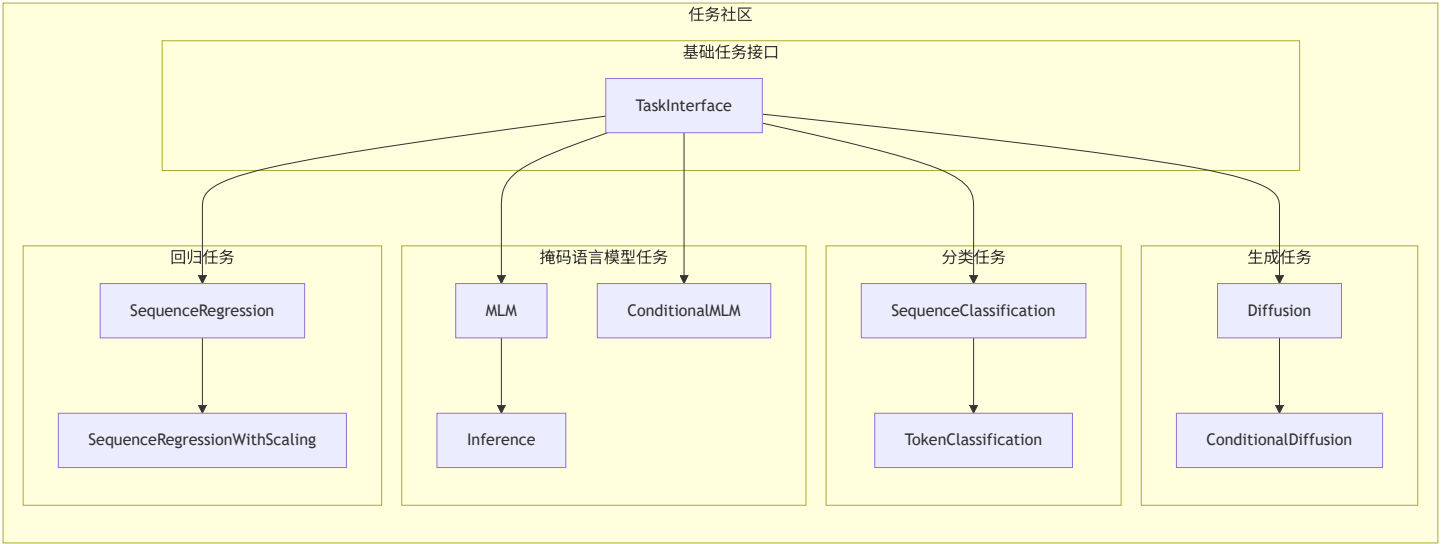 任务社区
基础任务接口
TaskInterface
回归任务
掩码语言模型任务
分类任务
生成任务
SequenceRegression
MLM
ConditionalMLM
SequenceClassification
Diffusion
SequenceRegressionWithScaling
Inference
TokenClassification
ConditionalDiffusion